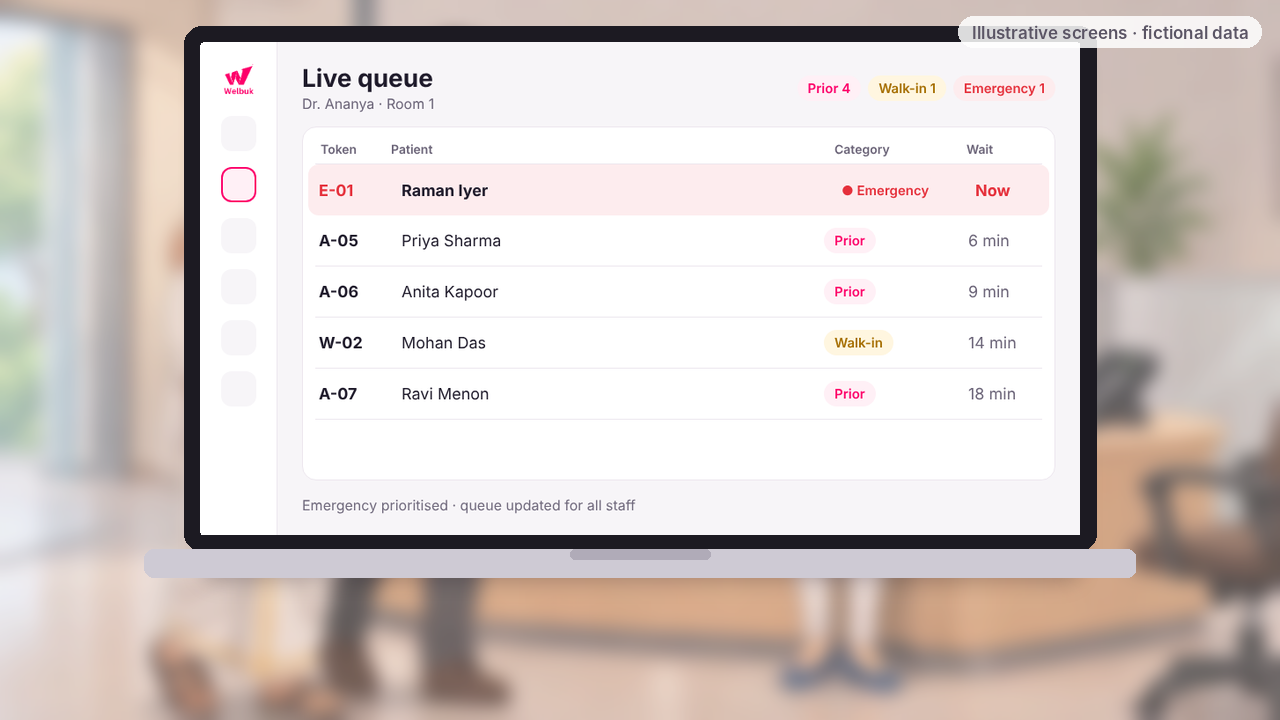 Illustrative screens · fictional data
Welbuk
Live queue
Dr. Ananya · Room 1
Prior 4 Walk-in 1 Emergency 1
Token Patient Category Wait
E-01 Raman Iyer Emergency Now
A-05 Priya Sharma Prior 6 min
A-06 Anita Kapoor Prior 9 min
W-02 Mohan Das Walk-in 14 min
A-07 Ravi Menon Prior 18 min
Emergency prioritised · queue updated for all staff